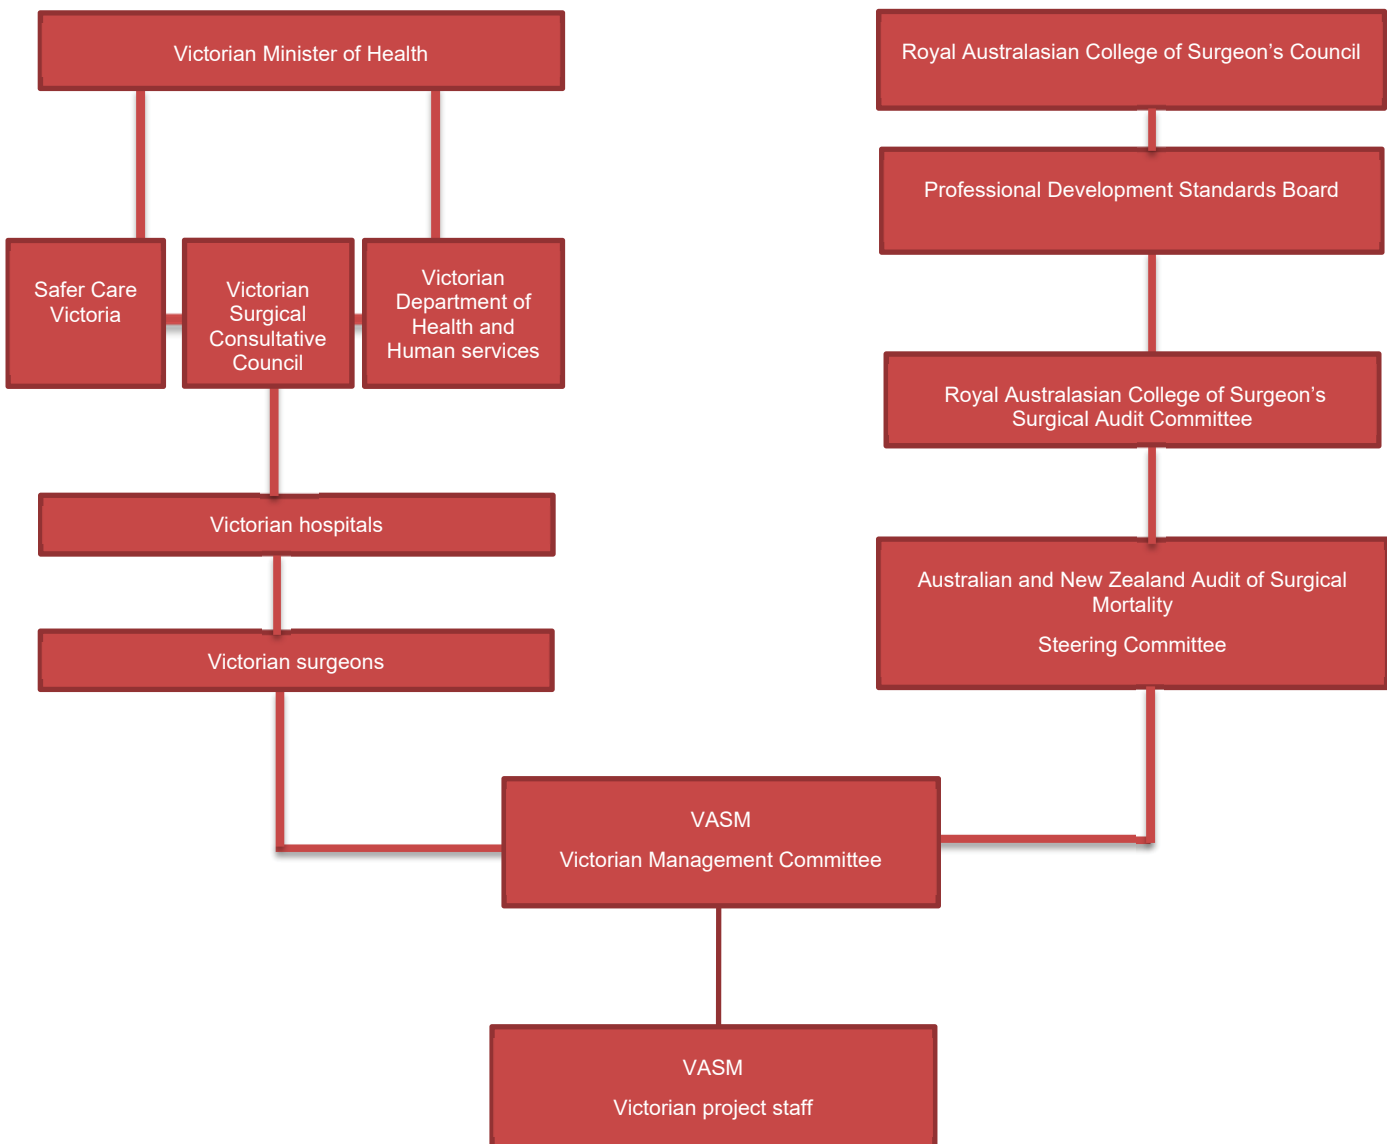 Victorian Minister of Health
Royal Australasian College of Surgeon’s Council
Professional Development Standards Board
Safer Care
Victoria
Victorian
Surgical
Consultative
Council
Victorian
Department of
Health and
Human services
Royal Australasian College of Surgeon’s
Surgical Audit Committee
Victorian hospitals
Australian and New Zealand Audit of Surgical
Mortality
Steering Committee
Victorian surgeons
VASM
Victorian Management Committee
VASM
Victorian project staff